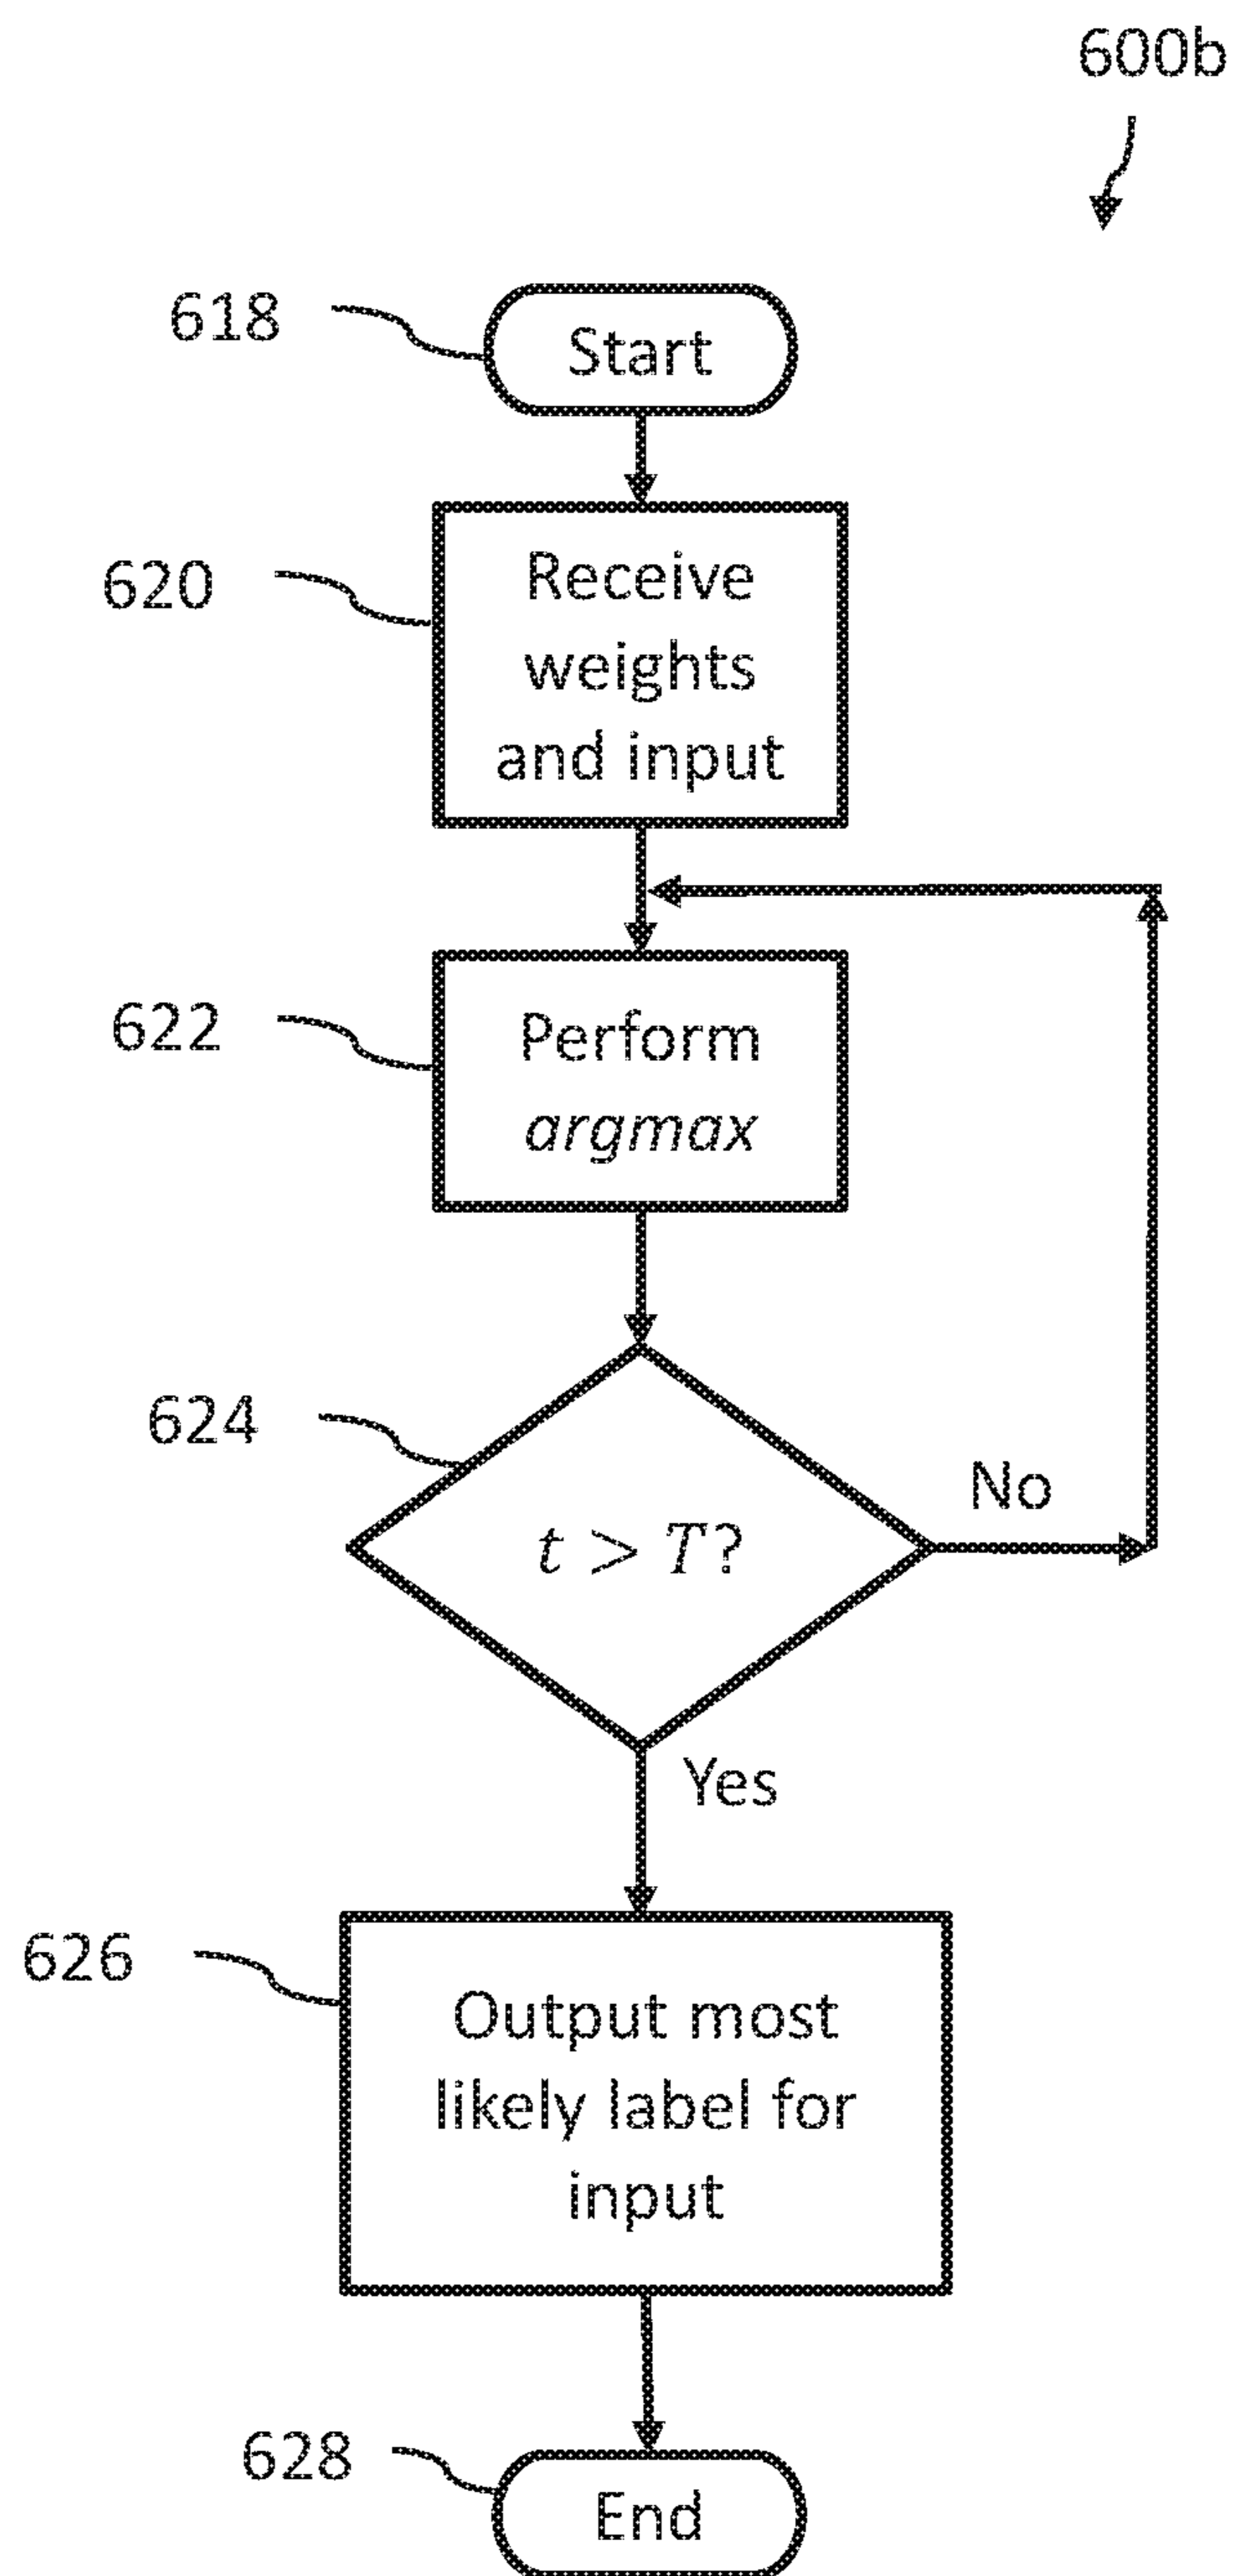 600b
618
Start
620
Receive
weights
and input
622
Perform
argmax
624
t > T?
No
Yes
626
Output most
likely label for
input
628
End